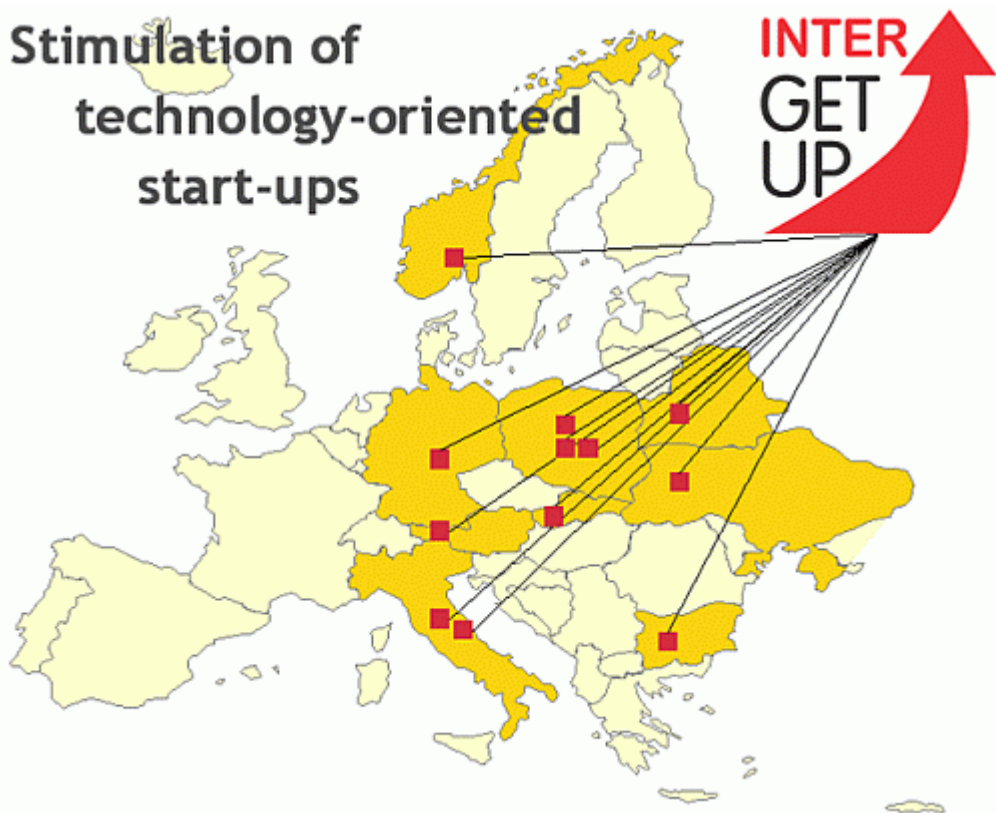 Stimulation of
technology-oriented
start-ups
INTER
GET
UP